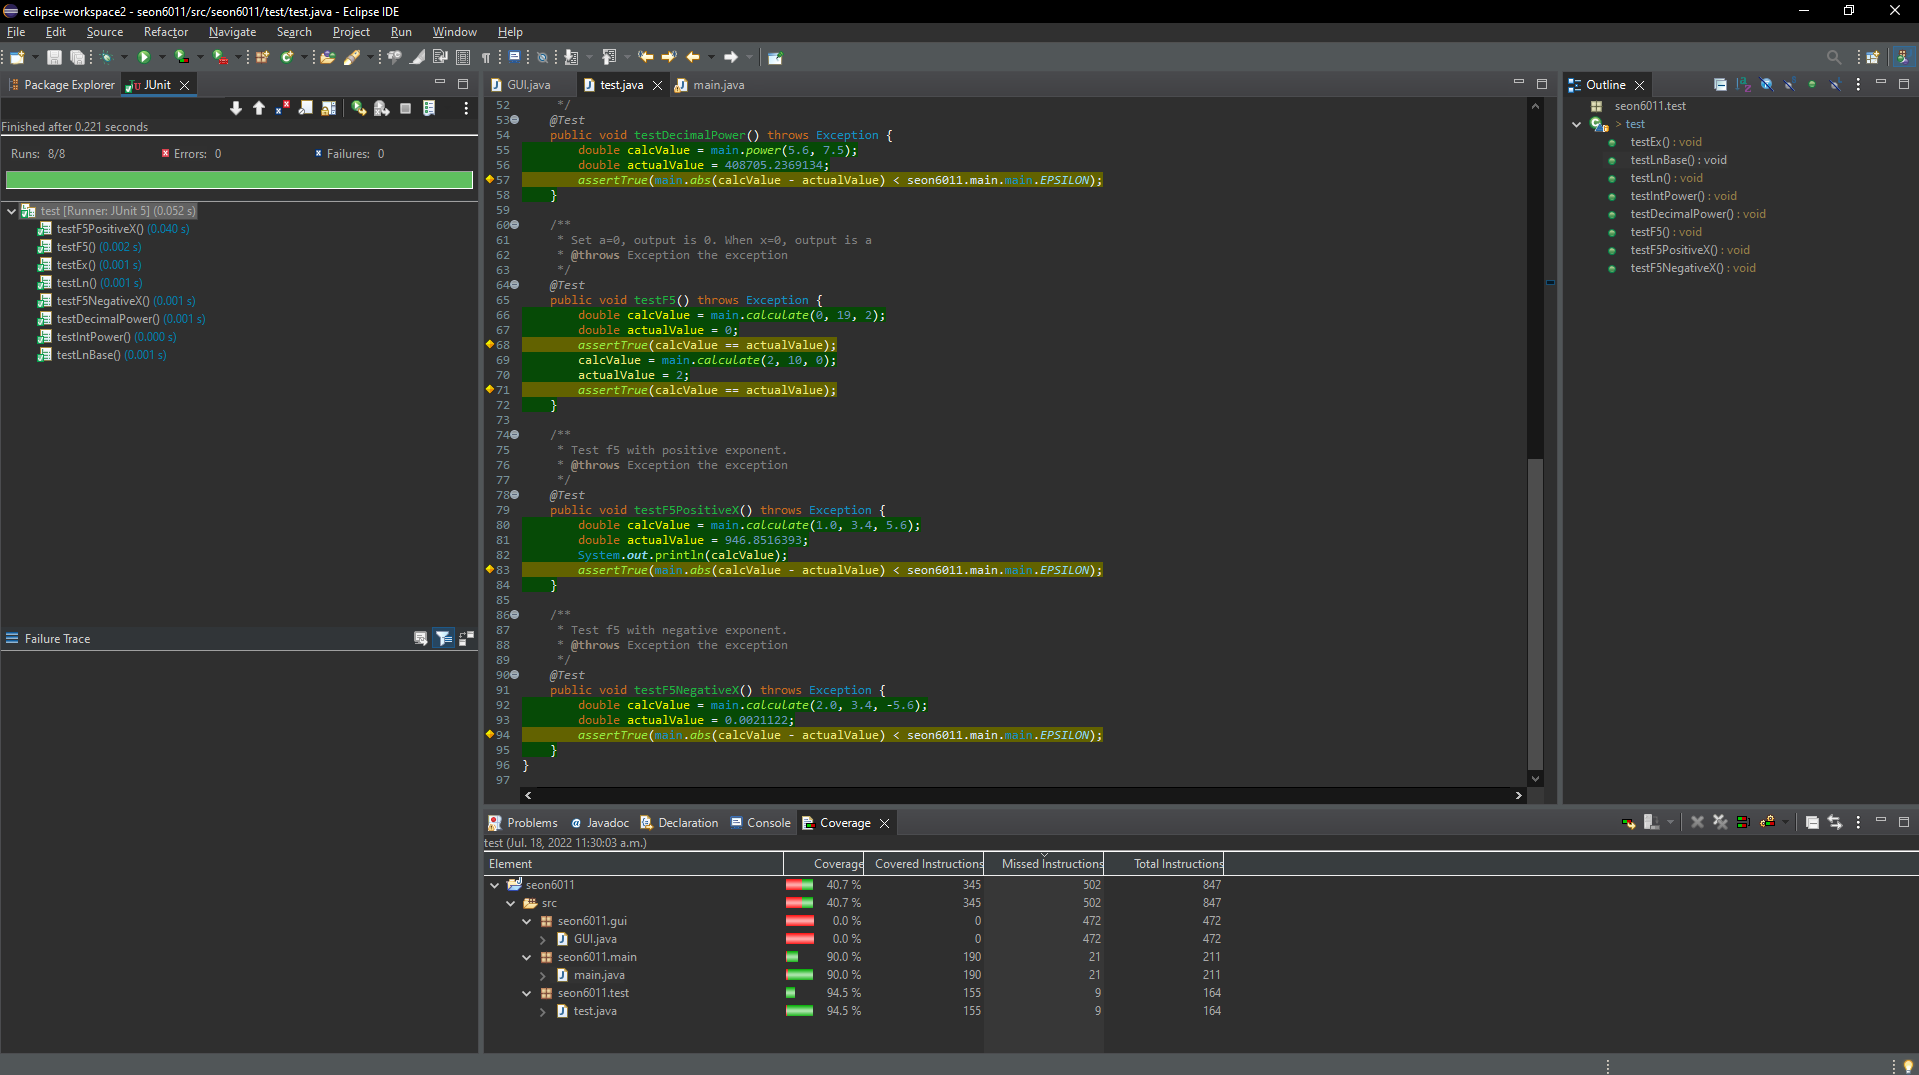 eclipse-workspace2 - seon6011/src/seon6011/test/test.java - Eclipse IDE
File Edit Source Refactor Navigate Search Project Run Window Help
Package Explorer JUnit
Finished after 0.221 seconds
Runs: 8/8 Errors: 0 Failures: 0
test [Runner: JUnit 5] (0.052 s)
testF5PositiveX() (0.040 s)
testF5() (0.002 s)
testEx() (0.001 s)
testLn() (0.001 s)
testF5NegativeX() (0.001 s)
testDecimalPower() (0.001 s)
testIntPower() (0.000 s)
testLnBase() (0.001 s)
Failure Trace
GUI.java test.java main.java
52 */
53 @Test
54 public void testDecimalPower() throws Exception {
55 double calcValue = main.power(5.6, 7.5);
56 double actualValue = 408705.2369134;
57 assertTrue(main.abs(calcValue - actualValue) < seon6011.main.main.EPSILON);
58 }
59
60 /**
61 * Set a=0, output is 0. When x=0, output is a
62 * @throws Exception the exception
63 */
64 @Test
65 public void testF5() throws Exception {
66 double calcValue = main.calculate(0, 19, 2);
67 double actualValue = 0;
68 assertTrue(calcValue == actualValue);
69 calcValue = main.calculate(2, 10, 0);
70 actualValue = 2;
71 assertTrue(calcValue == actualValue);
72 }
73
74 /**
75 * Test f5 with positive exponent.
76 * @throws Exception the exception
77 */
78 @Test
79 public void testF5PositiveX() throws Exception {
80 double calcValue = main.calculate(1.0, 3.4, 5.6);
81 double actualValue = 946.8516393;
82 System.out.println(calcValue);
83 assertTrue(main.abs(calcValue - actualValue) < seon6011.main.main.EPSILON);
84 }
85
86 /**
87 * Test f5 with negative exponent.
88 * @throws Exception the exception
89 */
90 @Test
91 public void testF5NegativeX() throws Exception {
92 double calcValue = main.calculate(2.0, 3.4, -5.6);
93 double actualValue = 0.0021122;
94 assertTrue(main.abs(calcValue - actualValue) < seon6011.main.main.EPSILON);
95 }
96 }
97
Outline
seon6011.test
> test
testEx() : void
testLnBase() : void
testLn() : void
testIntPower() : void
testDecimalPower() : void
testF5() : void
testF5PositiveX() : void
testF5NegativeX() : void
Problems Javadoc Declaration Console Coverage
test (Jul. 18, 2022 11:30:03 a.m.)
Element Coverage Covered Instructions Missed Instructions Total Instructions
seon6011 40.7 % 345 502 847
src 40.7 % 345 502 847
seon6011.gui 0.0 % 0 472 472
GUI.java 0.0 % 0 472 472
seon6011.main 90.0 % 190 21 211
main.java 90.0 % 190 21 211
seon6011.test 94.5 % 155 9 164
test.java 94.5 % 155 9 164